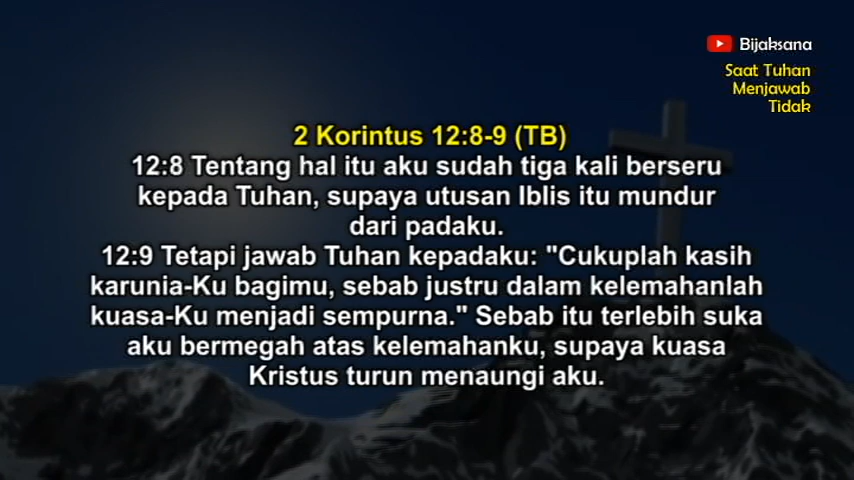 Bijaksana
Saat Tuhan
Menjawab
Tidak
2 Korintus 12:8-9 (TB)
12:8 Tentang hal itu aku sudah tiga kali berseru
kepada Tuhan, supaya utusan Iblis itu mundur
dari padaku.
12:9 Tetapi jawab Tuhan kepadaku: "Cukuplah kasih
karunia-Ku bagimu, sebab justru dalam kelemahanlah
kuasa-Ku menjadi sempurna." Sebab itu terlebih suka
aku bermegah atas kelemahanku, supaya kuasa
Kristus turun menaungi aku.